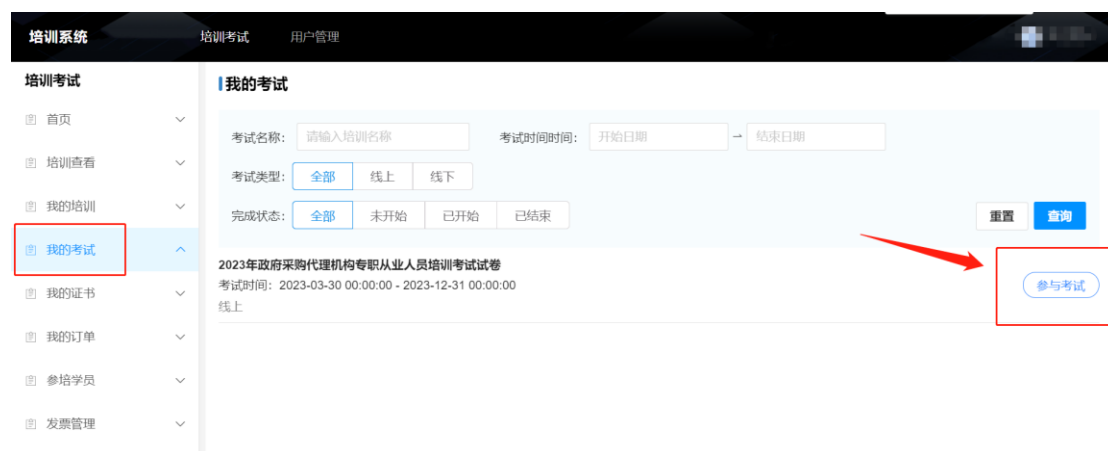 培训系统 培训考试 用户管理
培训考试
首页
培训查看
我的培训
我的考试
我的证书
我的订单
参培学员
发票管理
我的考试
考试名称: 请输入培训名称 考试时间时间: 开始日期 → 结束日期
考试类型: 全部 线上 线下
完成状态: 全部 未开始 已开始 已结束 重置 查询
2023年政府采购代理机构专职从业人员培训考试试卷
考试时间: 2023-03-30 00:00:00 - 2023-12-31 00:00:00
参与考试
线上